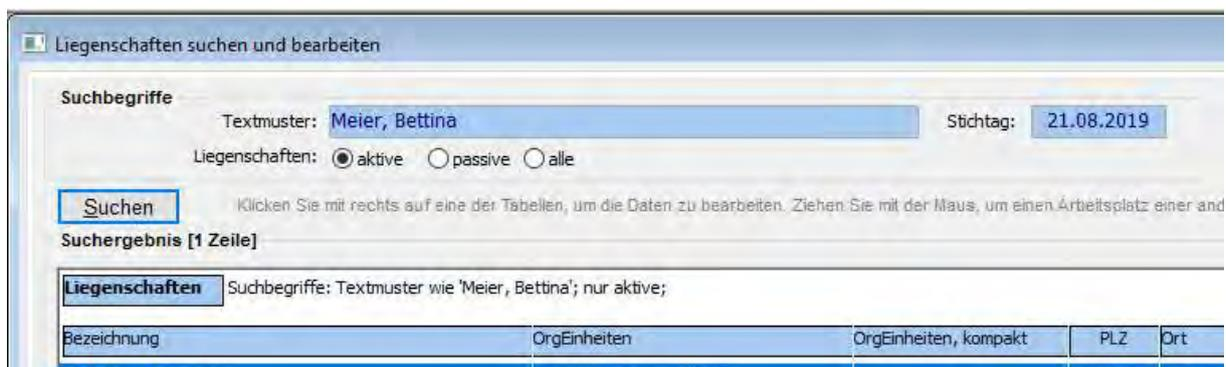 Liegenschaften suchen und bearbeiten
Suchbegriffe
Textmuster: Meier, Bettina Stichtag: 21.08.2019
Liegenschaften: aktive passive alle
Suchen Klicken Sie mit rechts auf eine der Tabellen, um die Daten zu bearbeiten. Ziehen Sie mit der Maus, um einen Arbeitsplatz einer and
Suchergebnis [1 Zeile]
Liegenschaften Suchbegriffe: Textmuster wie 'Meier, Bettina'; nur aktive;
Bezeichnung OrgEinheiten OrgEinheiten, kompakt PLZ Ort